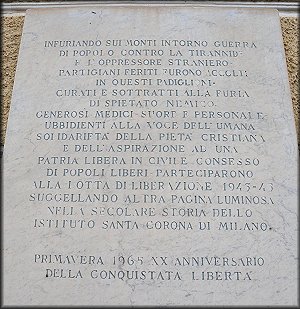 INFURIANDO SUI MONTI INTORNO GUERRA
DI POPOLO CONTRO LA TIRANNIDE
E L'OPPRESSORE STRANIERO
PARTIGIANI FERITI FURONO ACCOLTI
IN QUESTI PADIGLIONI
CURATI E SOTTRATTI ALLA FURIA
DI SPIETATO NEMICO.
GENEROSI MEDICI SUORE E PERSONALE
UBBIDIENTI ALLA VOCE DELL'UMANA
SOLIDARIETÀ DELLA PIETÀ CRISTIANA
E DELL'ASPIRAZIONE AD UNA
PATRIA LIBERA IN CIVILE CONSESSO
DI POPOLI LIBERI PARTECIPARONO
ALLA LOTTA DI LIBERAZIONE 1943-45
SUGGELLANDO ALTRA PAGINA LUMINOSA
NELLA SECOLARE STORIA DELLO
ISTITUTO SANTA CORONA DI MILANO.
PRIMAVERA 1965 XX ANNIVERSARIO
DELLA CONQUISTATA LIBERTÀ